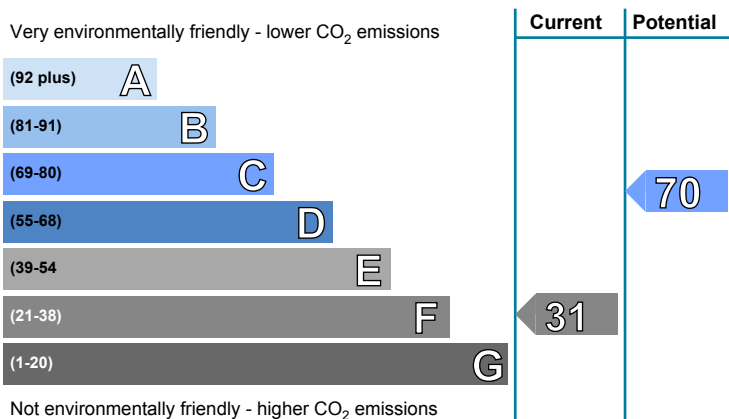 Very environmentally friendly - lower CO2 emissions
Current
Potential
(92 plus) A
(81-91) B
(69-80) C
70
(55-68) D
(39-54 E
(21-38) F
31
(1-20) G
Not environmentally friendly - higher CO2 emissions